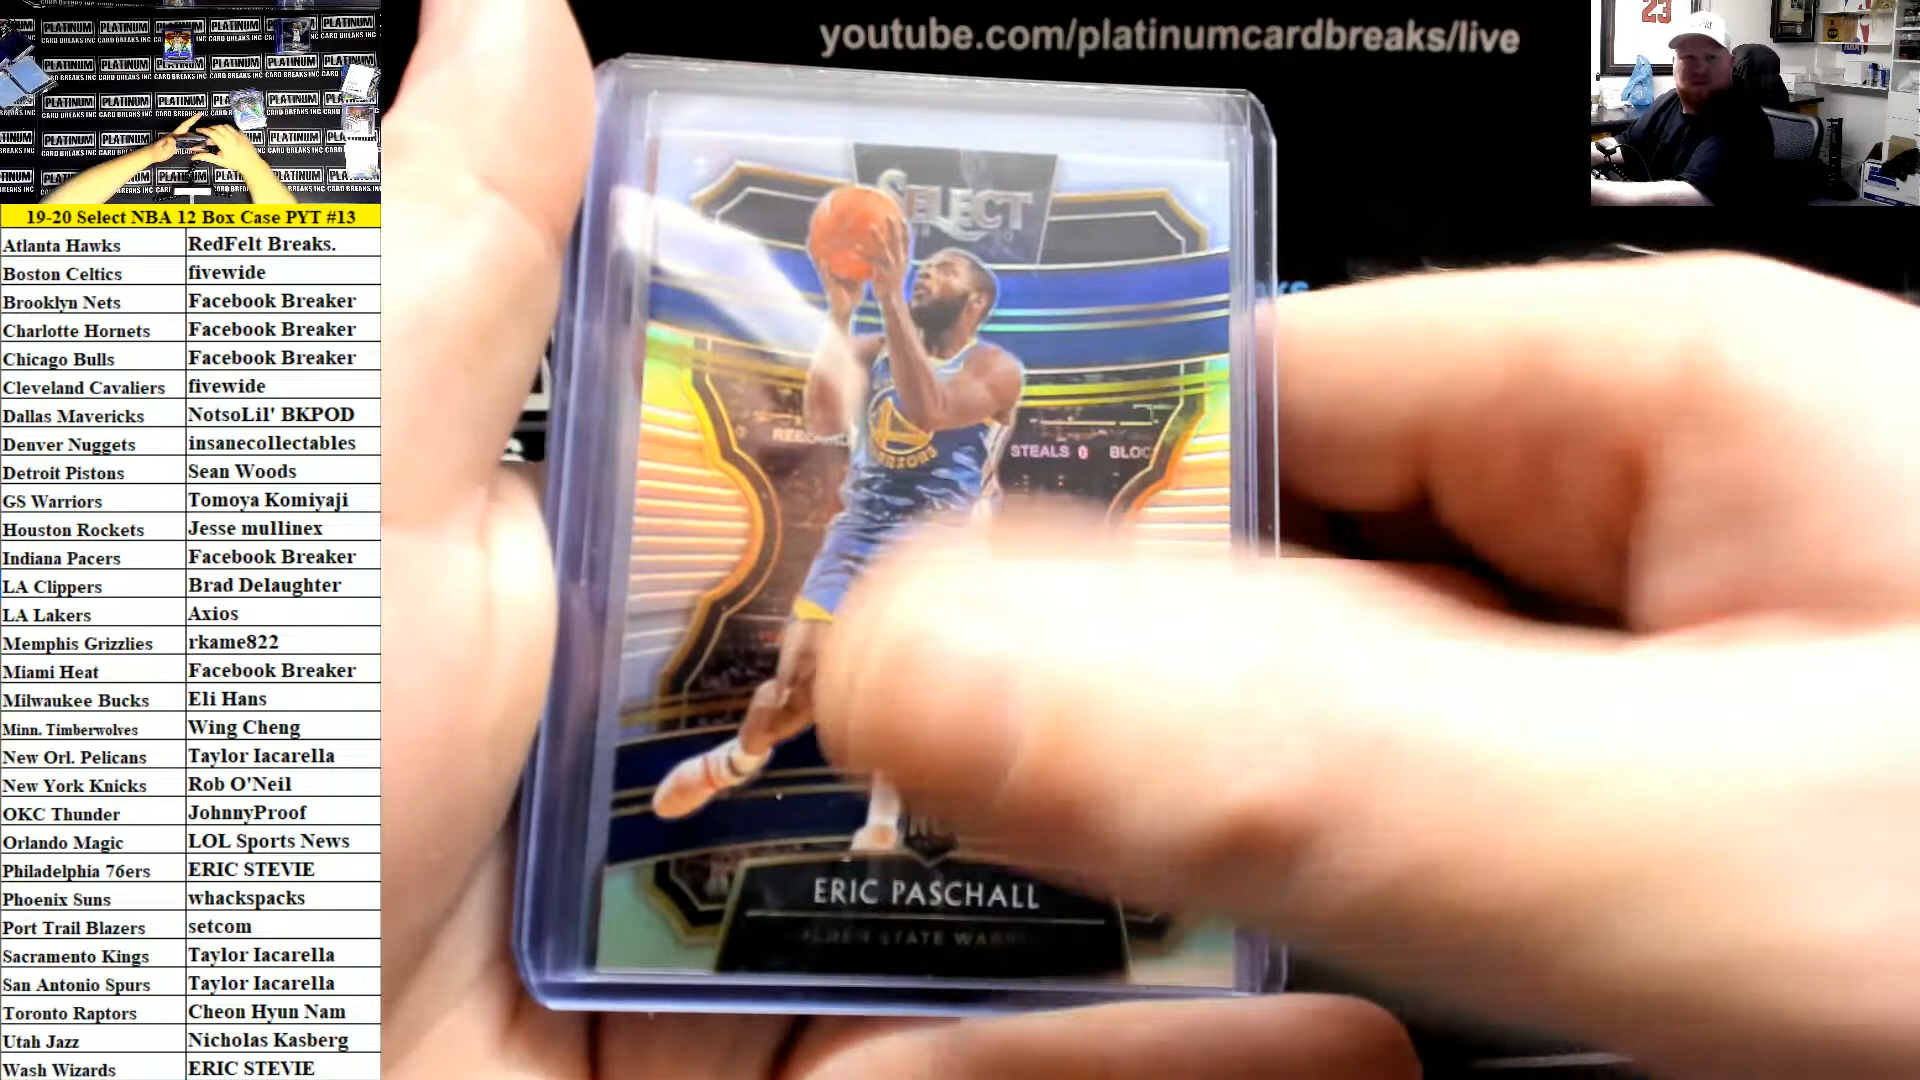 youtube.com/platinumcardbreaks/live
23
PLATINUM
CARD BREAKS INC
19-20 Select NBA 12 Box Case PYT #13
Atlanta Hawks RedFelt Breaks.
Boston Celtics fivewide
Brooklyn Nets Facebook Breaker
Charlotte Hornets Facebook Breaker
Chicago Bulls Facebook Breaker
Cleveland Cavaliers fivewide
Dallas Mavericks NotsoLil' BKPOD
Denver Nuggets insanecollectables
Detroit Pistons Sean Woods
GS Warriors Tomoya Komiyaji
Houston Rockets Jesse mullinex
Indiana Pacers Facebook Breaker
LA Clippers Brad Delaughter
LA Lakers Axios
Memphis Grizzlies rkame822
Miami Heat Facebook Breaker
Milwaukee Bucks Eli Hans
Minn. Timberwolves Wing Cheng
New Orl. Pelicans Taylor Iacarella
New York Knicks Rob O'Neil
OKC Thunder JohnnyProof
Orlando Magic LOL Sports News
Philadelphia 76ers ERIC STEVIE
Phoenix Suns whackspacks
Port Trail Blazers setcom
Sacramento Kings Taylor Iacarella
San Antonio Spurs Taylor Iacarella
Toronto Raptors Cheon Hyun Nam
Utah Jazz Nicholas Kasberg
Wash Wizards ERIC STEVIE
SELECT
STEALS 0 BLOC
ERIC PASCHALL